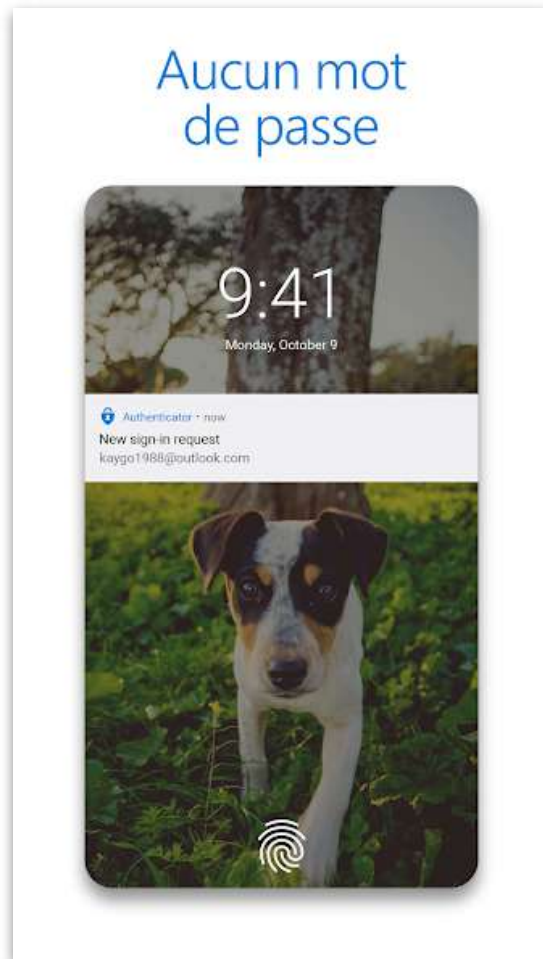 Aucun mot
de passe
9:41
Monday, October 9
Authenticator • now
New sign-in request
kaygo1988@outlook.com